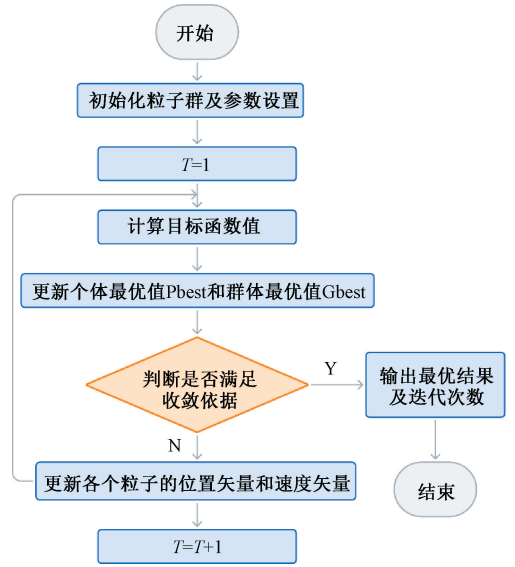 开始
初始化粒子群及参数设置
T=1
计算目标函数值
更新个体最优值Pbest和群体最优值Gbest
判断是否满足
收敛依据
Y
输出最优结果
及迭代次数
N
更新各个粒子的位置矢量和速度矢量
结束
T=T+1